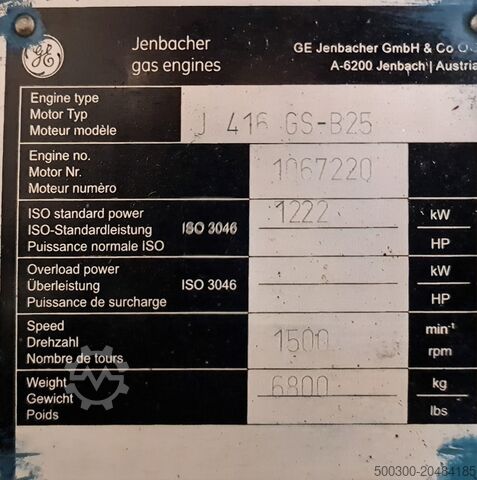 GE
Jenbacher
gas engines
GE Jenbacher GmbH & Co O
A-6200 Jenbach | Austria
Engine type
Motor Typ
Moteur modèle
J 416 GS-B25
Engine no.
Motor Nr.
Moteur numèro
1067220
ISO standard power
ISO-Standardleistung
Puissance normale ISO
ISO 3046
1222
kW
HP
Overload power
Überleistung
Puissance de surcharge
ISO 3046
kW
HP
Speed
Drehzahl
Nombre de tours
1500
min⁻¹
rpm
Weight
Gewicht
Poids
6800
kg
lbs
500300-20484185